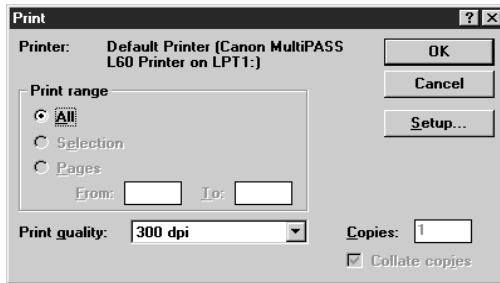 Print
Printer: Default Printer (Canon MultiPASS
L60 Printer on LPT1:)
OK
Cancel
Setup...
Print range
All
Selection
Pages
From: To:
Print quality: 300 dpi
Copies: 1
Collate copies